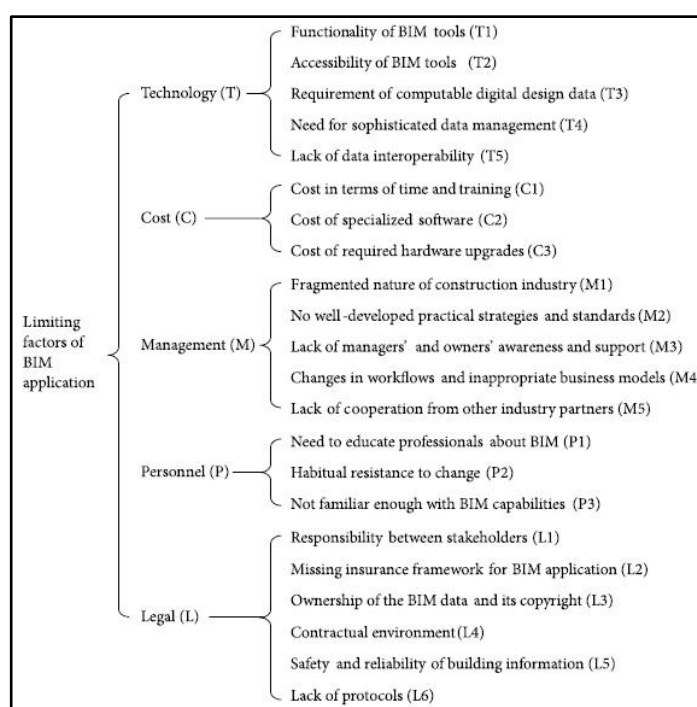 Limiting
factors of
BIM
application
Technology (T)
Functionality of BIM tools (T1)
Accessibility of BIM tools (T2)
Requirement of computable digital design data (T3)
Need for sophisticated data management (T4)
Lack of data interoperability (T5)
Cost (C)
Cost in terms of time and training (C1)
Cost of specialized software (C2)
Cost of required hardware upgrades (C3)
Management (M)
Fragmented nature of construction industry (M1)
No well-developed practical strategies and standards (M2)
Lack of managers' and owners' awareness and support (M3)
Changes in workflows and inappropriate business models (M4
Lack of cooperation from other industry partners (M5)
Personnel (P)
Need to educate professionals about BIM (P1)
Habitual resistance to change (P2)
Not familiar enough with BIM capabilities (P3)
Legal (L)
Responsibility between stakeholders (L1)
Missing insurance framework for BIM application (L2)
Ownership of the BIM data and its copyright (L3)
Contractual environment(L4)
Safety and reliability of building information (L5)
Lack of protocols (L6)